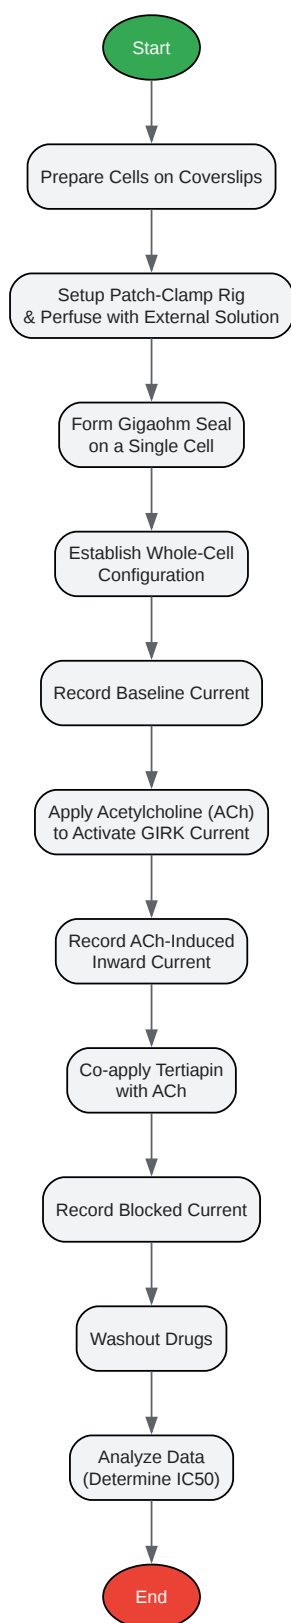 Start
Prepare Cells on Coverslips
Setup Patch-Clamp Rig
& Perfuse with External Solution
Form Gigaohm Seal
on a Single Cell
Establish Whole-Cell
Configuration
Record Baseline Current
Apply Acetylcholine (ACh)
to Activate GIRK Current
Record ACh-Induced
Inward Current
Co-apply Tertiapin
with ACh
Record Blocked Current
Washout Drugs
Analyze Data
(Determine IC50)
End